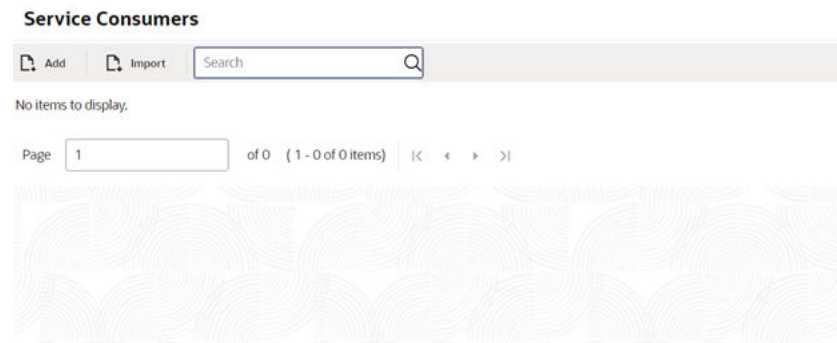 Service Consumers
Add Import Search
No items to display.
Page 1 of 0 (1 - 0 of 0 items)